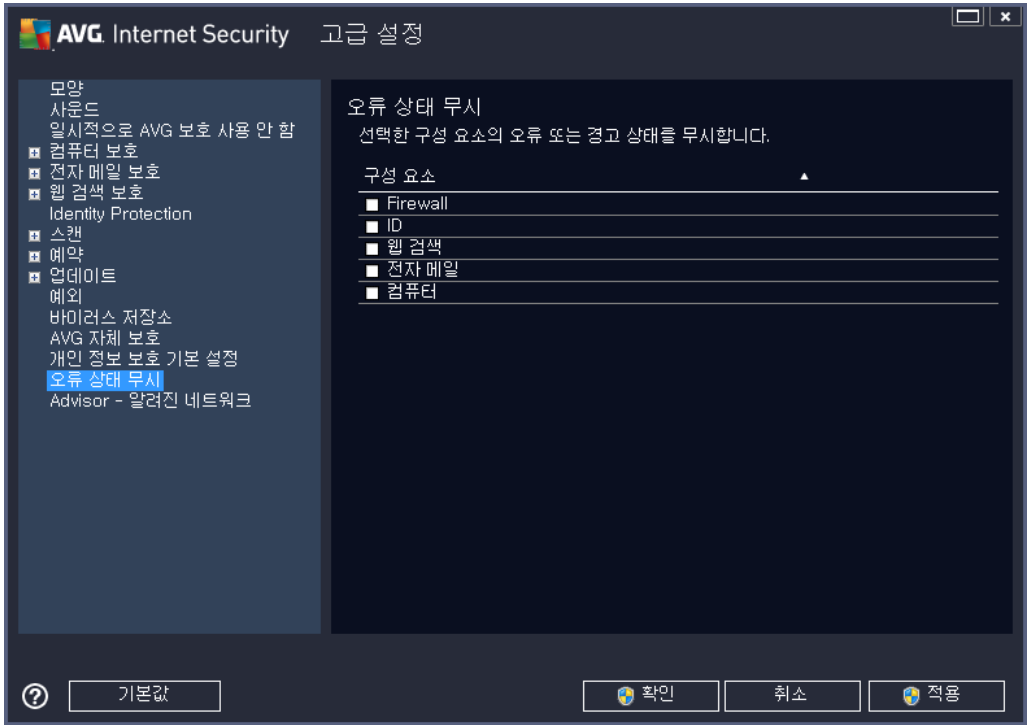 AVG. Internet Security 고급 설정
모양
사운드
일시적으로 AVG 보호 사용 안 함
컴퓨터 보호
전자 메일 보호
웹 검색 보호
Identity Protection
스캔
예약
업데이트
예외
바이러스 저장소
AVG 자체 보호
개인 정보 보호 기본 설정
오류 상태 무시
Advisor - 알려진 네트워크
오류 상태 무시
선택한 구성 요소의 오류 또는 경고 상태를 무시합니다.
구성 요소
Firewall
ID
웹 검색
전자 메일
컴퓨터
기본값
확인
취소
적용